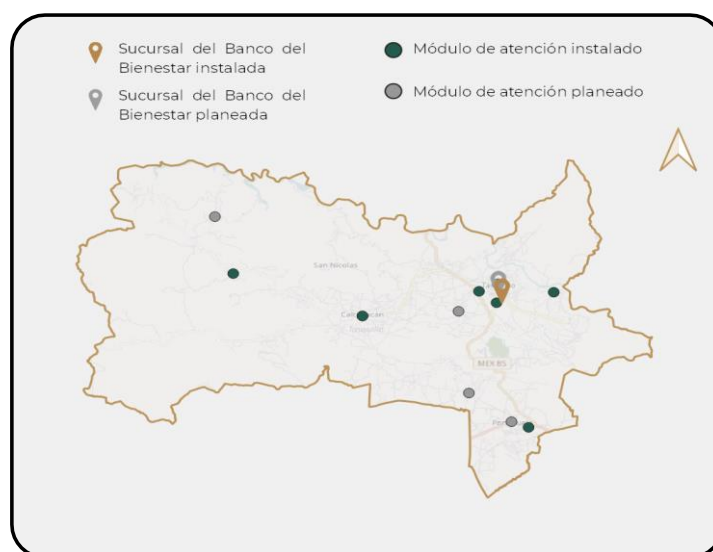 Sucursal del Banco del
Bienestar instalada
Sucursal del Banco del
Bienestar planeada
Módulo de atención instalado
Módulo de atención planeado
San Nicolas
MEX 85